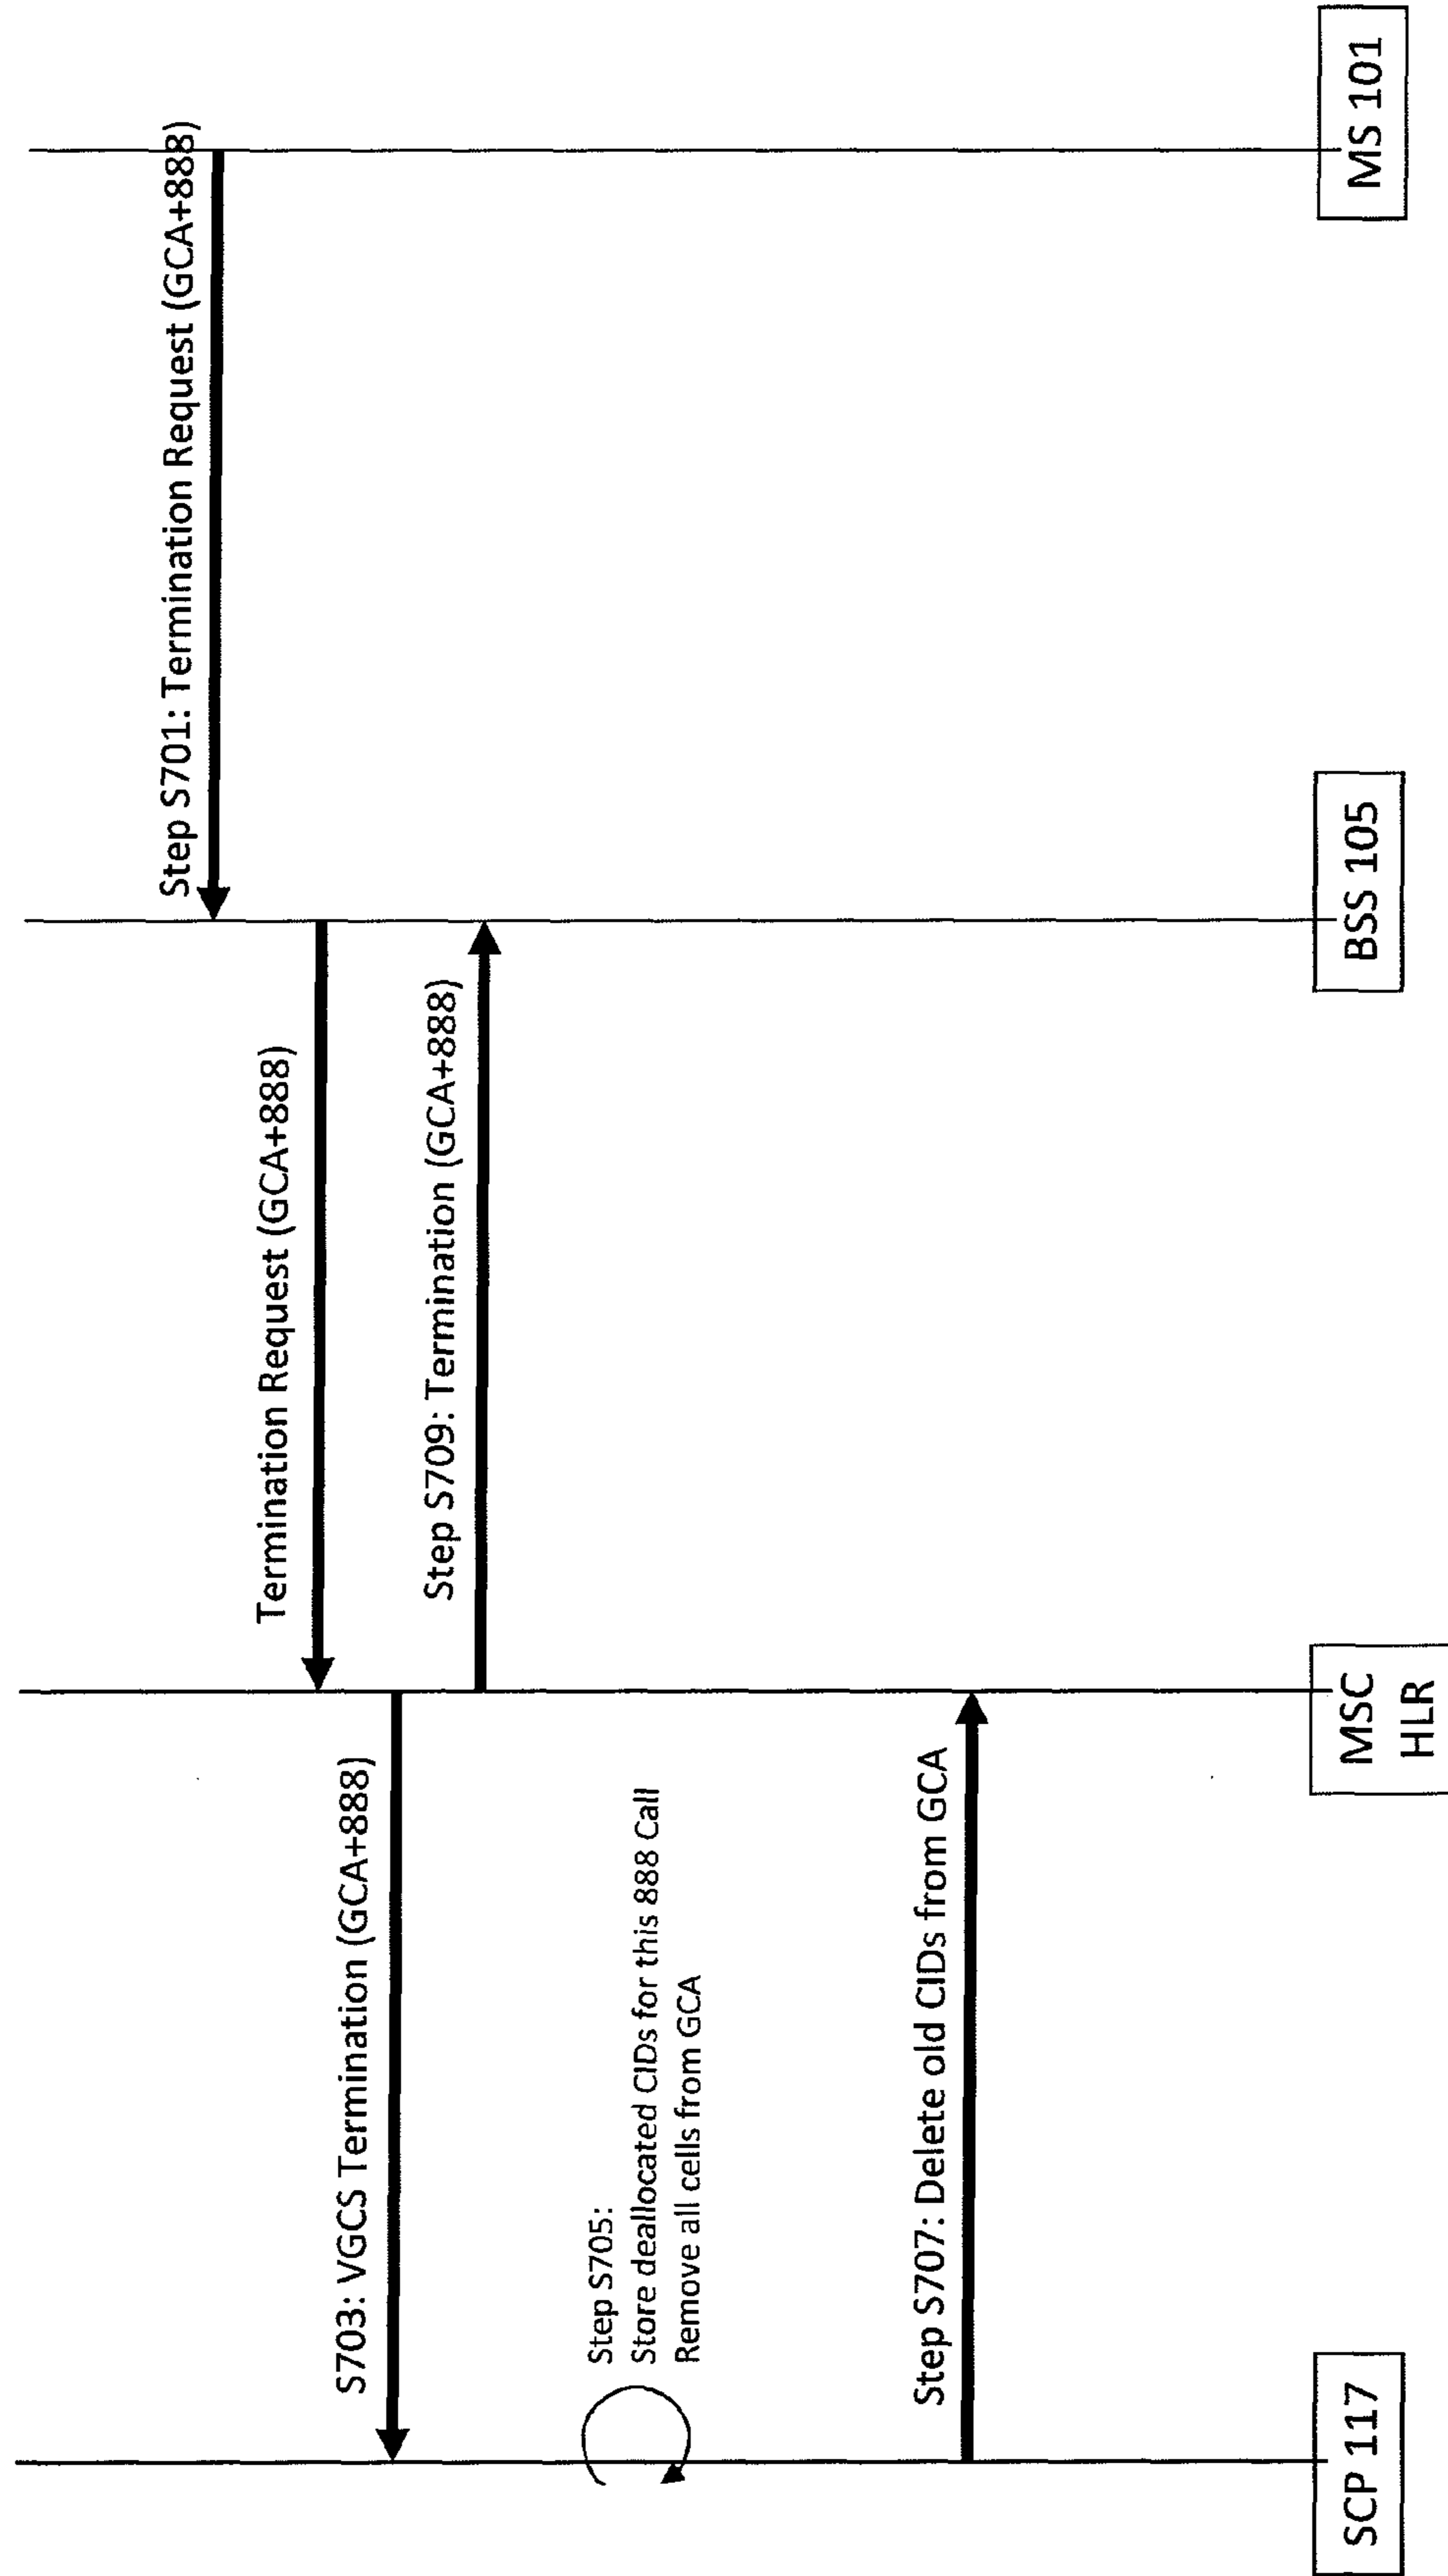 Step S701: Termination Request (GCA+888)
Termination Request (GCA+888)
S703: VGCS Termination (GCA+888)
Step S709: Termination (GCA+888)
Step S705:
Store deallocated CIDs for this 888 Call
Remove all cells from GCA
Step S707: Delete old CIDs from GCA
SCP 117
MSC
HLR
BSS 105
MS 101